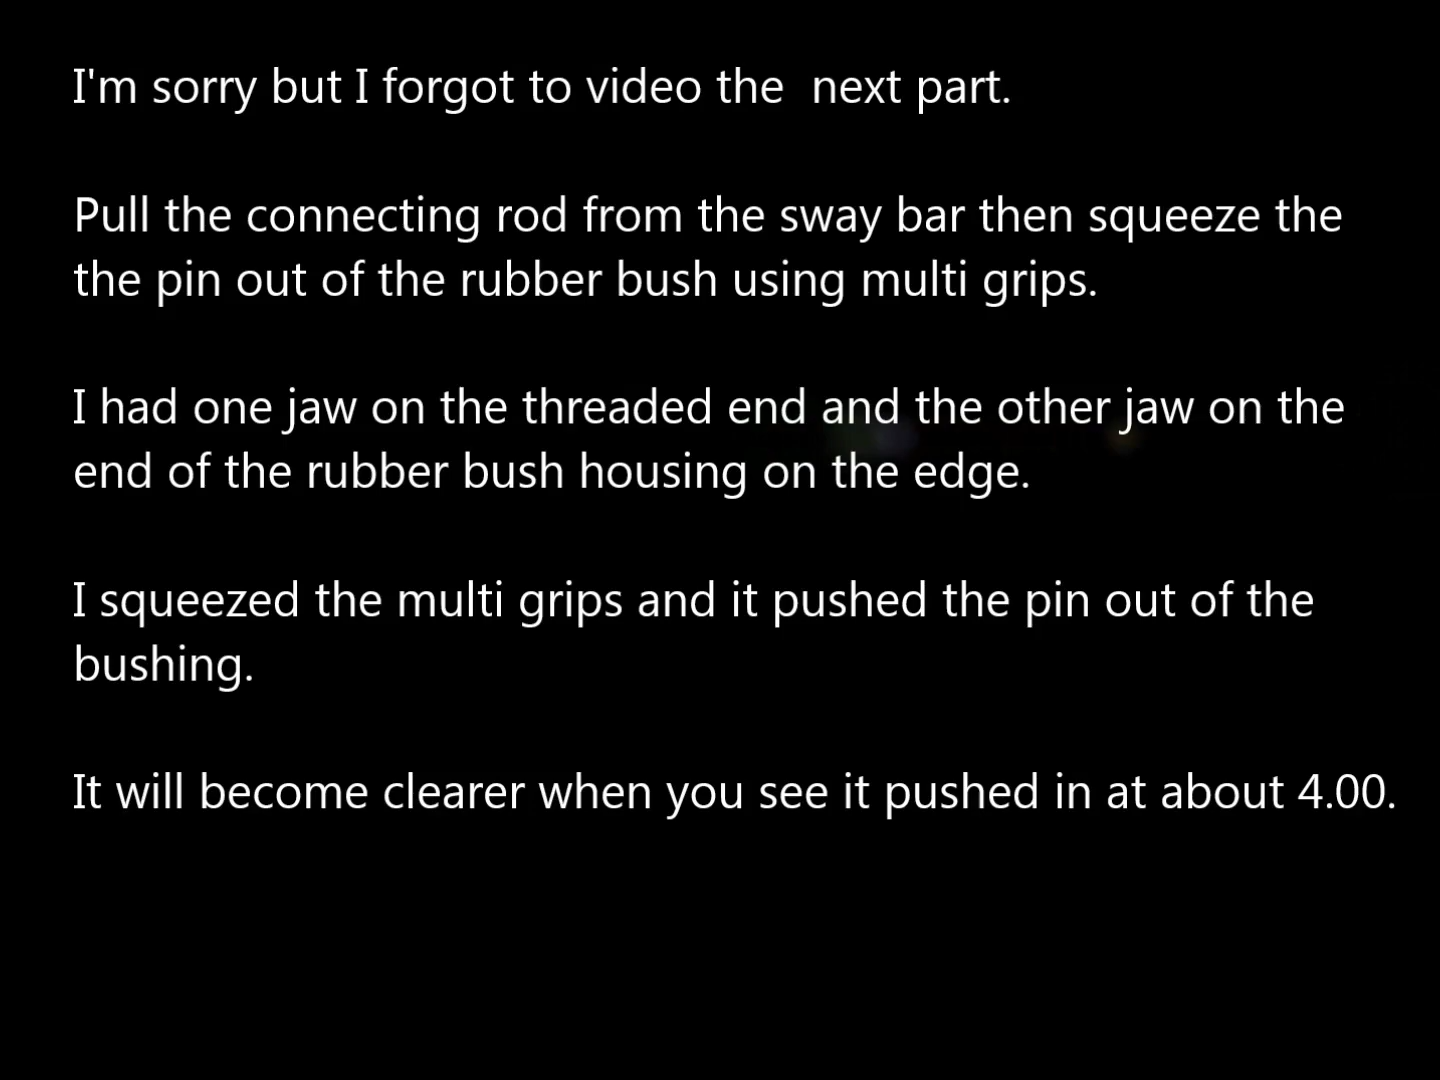 I'm sorry but I forgot to video the  next part.
Pull the connecting rod from the sway bar then squeeze the
the pin out of the rubber bush using multi grips.
I had one jaw on the threaded end and the other jaw on the
end of the rubber bush housing on the edge.
I squeezed the multi grips and it pushed the pin out of the
bushing.
It will become clearer when you see it pushed in at about 4.00.